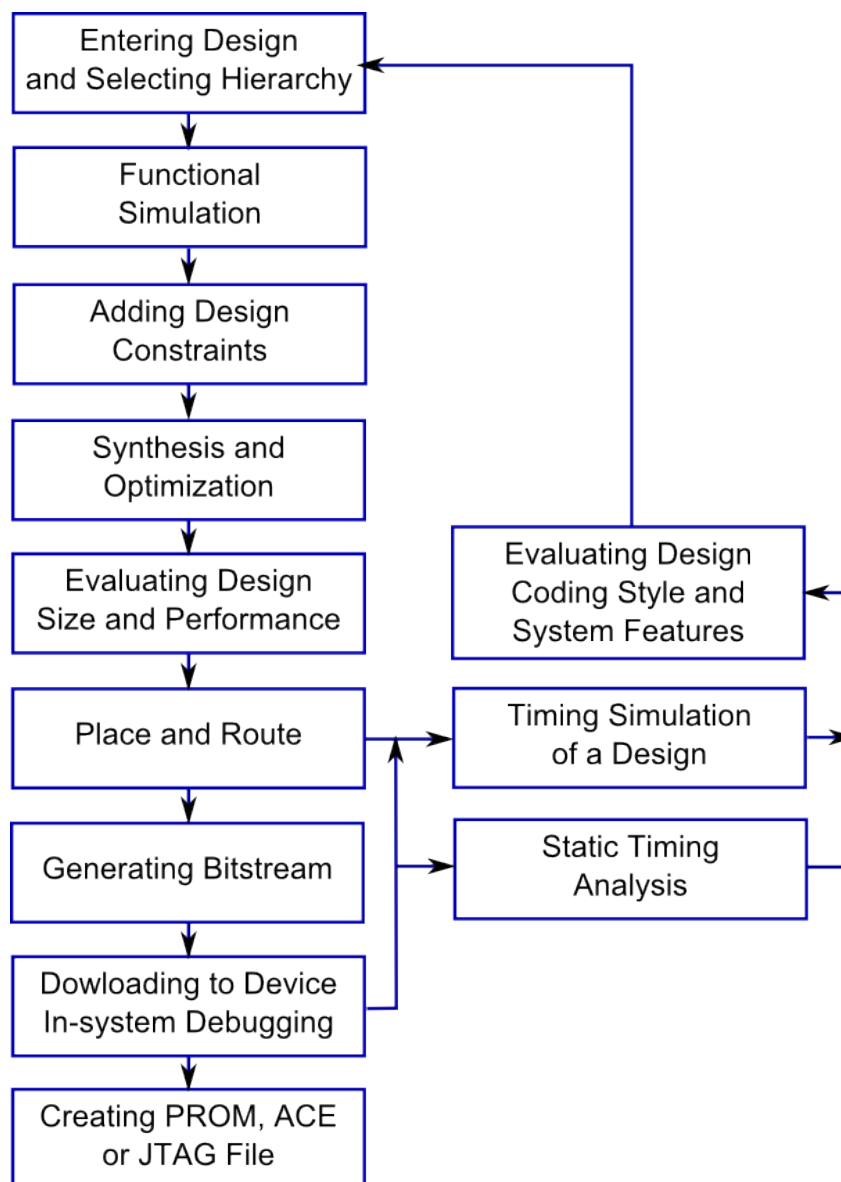 Entering Design
and Selecting Hierarchy
Functional
Simulation
Adding Design
Constraints
Synthesis and
Optimization
Evaluating Design
Size and Performance
Place and Route
Generating Bitstream
Dowloading to Device
In-system Debugging
Creating PROM, ACE
or JTAG File
Evaluating Design
Coding Style and
System Features
Timing Simulation
of a Design
Static Timing
Analysis